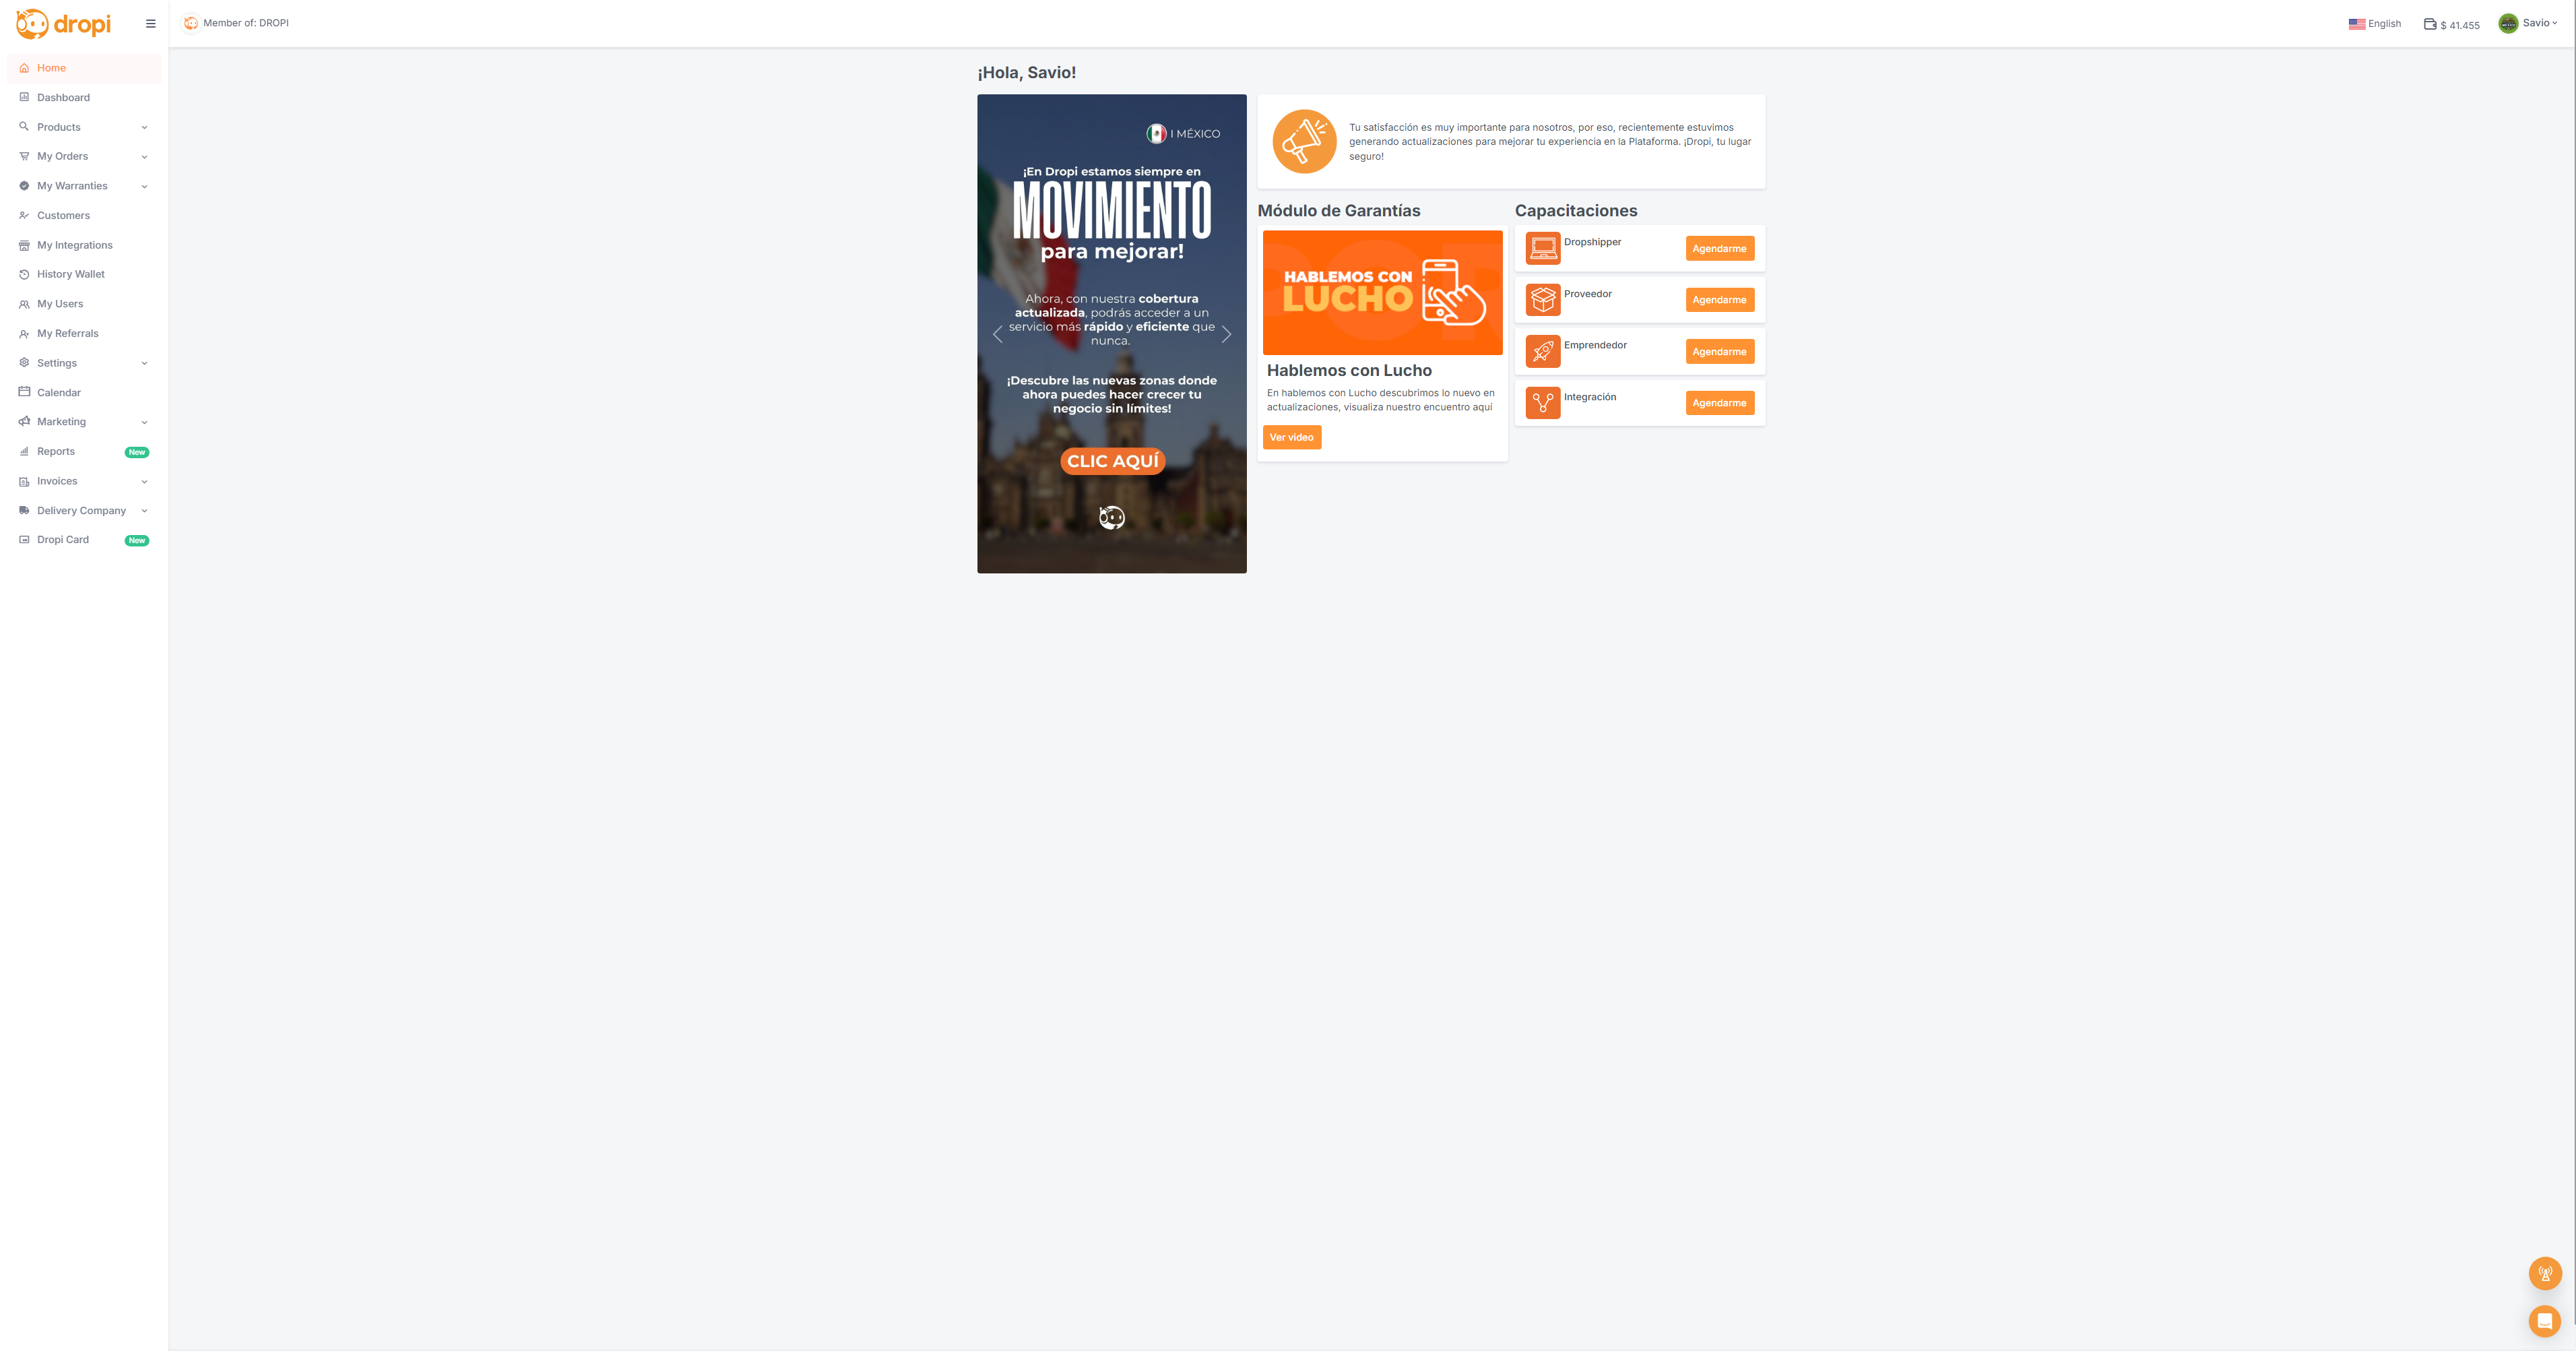 dropi
Member of: DROPI
English
$ 41.455
Savio
Home
Dashboard
Products
My Orders
My Warranties
Customers
My Integrations
History Wallet
My Users
My Referrals
Settings
Calendar
Marketing
Reports New
Invoices
Delivery Company
Dropi Card New
¡Hola, Savio!
I MÉXICO
¡En Dropi estamos siempre en
MOVIMIENTO
para mejorar!
Ahora, con nuestra cobertura
actualizada, podrás acceder a un
servicio más rápido y eficiente que
nunca.
¡Descubre las nuevas zonas donde
ahora puedes hacer crecer tu
negocio sin límites!
CLIC AQUÍ
Tu satisfacción es muy importante para nosotros, por eso, recientemente estuvimos
generando actualizaciones para mejorar tu experiencia en la Plataforma. ¡Dropi, tu lugar
seguro!
Módulo de Garantías
HABLEMOS CON
LUCHO
Hablemos con Lucho
En hablemos con Lucho descubrimos lo nuevo en
actualizaciones, visualiza nuestro encuentro aquí
Ver video
Capacitaciones
Dropshipper
Agendarme
Proveedor
Agendarme
Emprendedor
Agendarme
Integración
Agendarme